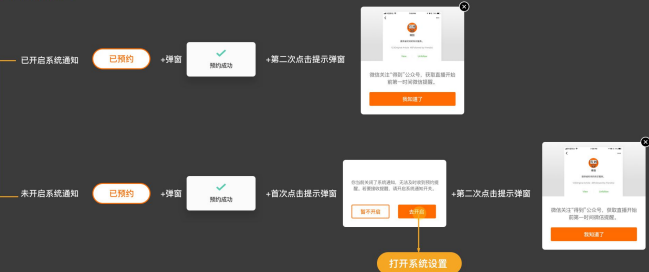 已开启系统通知
已预约
+弹窗
预约成功
+第二次点击提示弹窗
微信关注“得到”公众号，获取直播开始
前第一时间微信提醒。
我知道了
未开启系统通知
已预约
+弹窗
预约成功
+首次点击提示弹窗
暂不开启
去开启
+第二次点击提示弹窗
微信关注“得到”公众号，获取直播开始
前第一时间微信提醒。
我知道了
打开系统设置